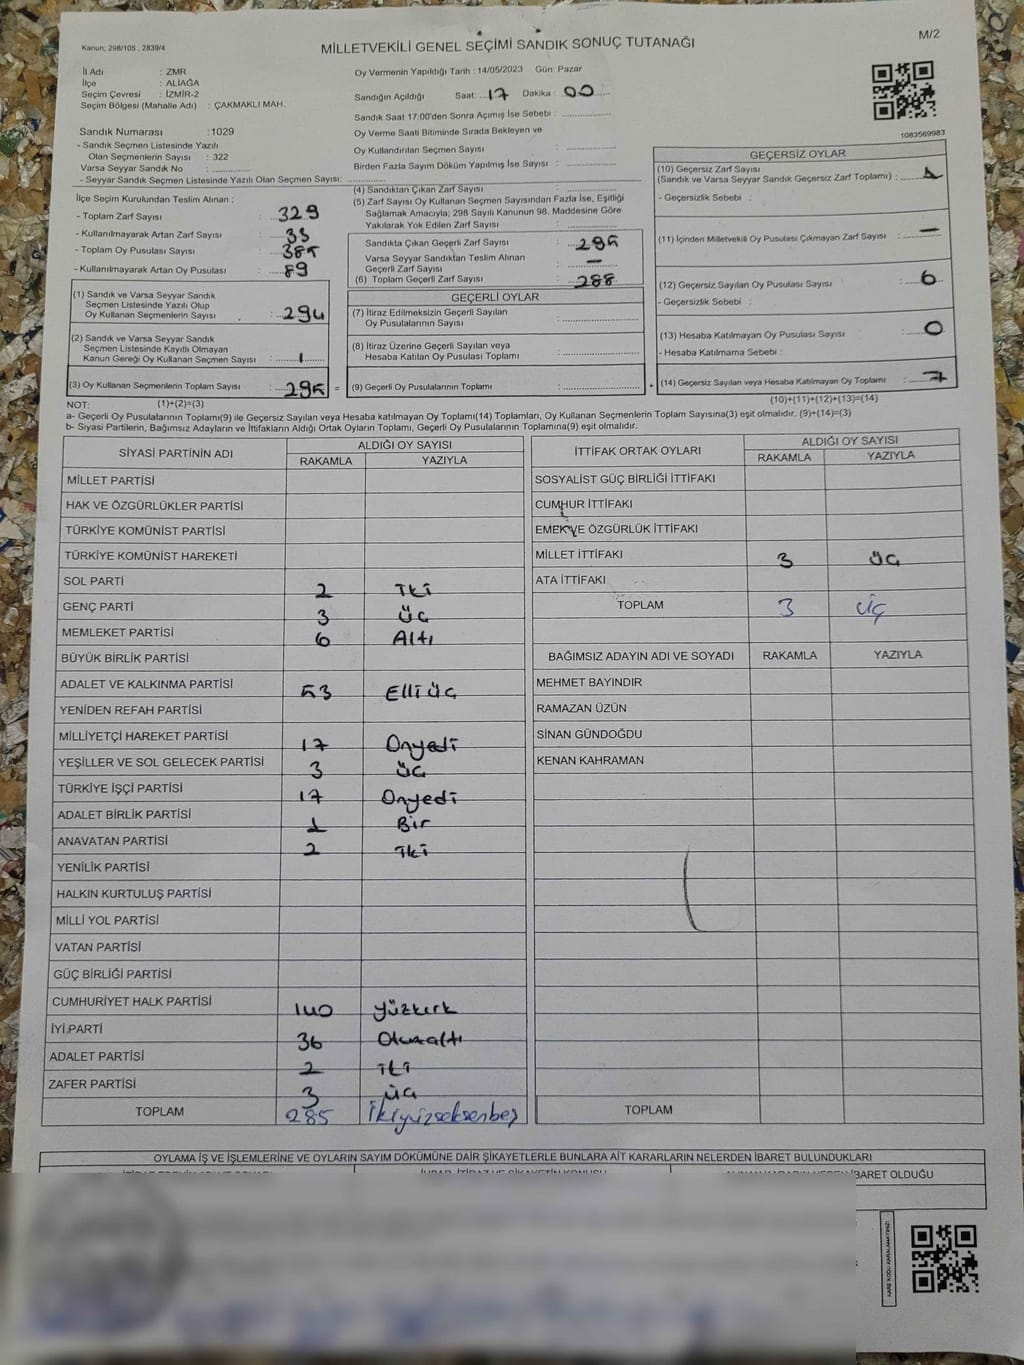 Kanun; 298/105 , 2839/4
MİLLETVEKİLİ GENEL SEÇİMİ SANDIK SONUÇ TUTANAĞI
M/2
İl Adı : ZMR
İlçe : ALİAĞA
Seçim Çevresi : İZMİR-2
Seçim Bölgesi (Mahalle Adı) : ÇAKMAKLI MAH.
Sandık Numarası :1029
- Sandık Seçmen Listesinde Yazılı
Olan Seçmenlerin Sayısı : 322
Varsa Seyyar Sandık No : ..............
- Seyyar Sandık Seçmen Listesinde Yazılı Olan Seçmen Sayısı: ..............
Oy Vermenin Yapıldığı Tarih : 14/05/2023 Gün: Pazar
Sandığın Açıldığı Saat: 17 Dakika : 00
Sandık Saat 17:00'den Sonra Açımış İse Sebebi : ..............
Oy Verme Saati Bitiminde Sırada Bekleyen ve
Oy Kullandırılan Seçmen Sayısı : ..............
Birden Fazla Sayım Döküm Yapılmış İse Sayısı : ..............
1083569983
İlçe Seçim Kurulundan Teslim Alınan ;
- Toplam Zarf Sayısı : 329
- Kullanılmayarak Artan Zarf Sayısı : 33
- Toplam Oy Pusulası Sayısı : 385
- Kullanılmayarak Artan Oy Pusulası : 89
(1) Sandık ve Varsa Seyyar Sandık
Seçmen Listesinde Yazılı Olup
Oy Kullanan Seçmenlerin Sayısı : 294
(2) Sandık ve Varsa Seyyar Sandık
Seçmen Listesinde Kayıtlı Olmayan
Kanun Gereği Oy Kullanan Seçmen Sayısı : 1
(3) Oy Kullanan Seçmenlerin Toplam Sayısı : 295 =
(4) Sandıktan Çıkan Zarf Sayısı : ..............
(5) Zarf Sayısı Oy Kullanan Seçmen Sayısından Fazla İse, Eşitliği
Sağlamak Amacıyla; 298 Sayılı Kanunun 98. Maddesine Göre
Yakılarak Yok Edilen Zarf Sayısı : ..............
Sandıkta Çıkan Geçerli Zarf Sayısı : 295
Varsa Seyyar Sandıktan Teslim Alınan
Geçerli Zarf Sayısı : —
(6) Toplam Geçerli Zarf Sayısı : 288
GEÇERLİ OYLAR
(7) İtiraz Edilmeksizin Geçerli Sayılan
Oy Pusulalarının Sayısı : ..............
(8) İtiraz Üzerine Geçerli Sayılan veya
Hesaba Katılan Oy Pusulası Toplamı : ..............
(9) Geçerli Oy Pusulalarının Toplamı : .............. +
GEÇERSİZ OYLAR
(10) Geçersiz Zarf Sayısı
(Sandık ve Varsa Seyyar Sandık Geçersiz Zarf Toplamı) : 1
- Geçersizlik Sebebi :
(11) İçinden Milletvekili Oy Pusulası Çıkmayan Zarf Sayısı : —
(12) Geçersiz Sayılan Oy Pusulası Sayısı : 6
- Geçersizlik Sebebi :
(13) Hesaba Katılmayan Oy Pusulası Sayısı : 0
- Hesaba Katılmama Sebebi :
(14) Geçersiz Sayılan veya Hesaba Katılmayan Oy Toplamı : 7
NOT: (1)+(2)=(3)
(10)+(11)+(12)+(13)=(14)
a- Geçerli Oy Pusulalarının Toplamı(9) ile Geçersiz Sayılan veya Hesaba katılmayan Oy Toplamı(14) Toplamları, Oy Kullanan Seçmenlerin Toplam Sayısına(3) eşit olmalıdır. (9)+(14)=(3)
b- Siyasi Partilerin, Bağımsız Adayların ve İttifakların Aldığı Ortak Oyların Toplamı, Geçerli Oy Pusulalarının Toplamına(9) eşit olmalıdır.
SİYASİ PARTİNİN ADI ALDIĞI OY SAYISI
RAKAMLA YAZIYLA
MİLLET PARTİSİ
HAK VE ÖZGÜRLÜKLER PARTİSİ
TÜRKİYE KOMÜNİST PARTİSİ
TÜRKİYE KOMÜNİST HAREKETİ
SOL PARTİ 2 İki
GENÇ PARTİ 3 Üç
MEMLEKET PARTİSİ 6 Altı
BÜYÜK BİRLİK PARTİSİ
ADALET VE KALKINMA PARTİSİ 53 Elli üç
YENİDEN REFAH PARTİSİ
MİLLİYETÇİ HAREKET PARTİSİ 17 Onyedi
YEŞİLLER VE SOL GELECEK PARTİSİ 3 üç
TÜRKİYE İŞÇİ PARTİSİ 17 Onyedi
ADALET BİRLİK PARTİSİ 1 Bir
ANAVATAN PARTİSİ 2 İki
YENİLİK PARTİSİ
HALKIN KURTULUŞ PARTİSİ
MİLLİ YOL PARTİSİ
VATAN PARTİSİ
GÜÇ BİRLİĞİ PARTİSİ
CUMHURİYET HALK PARTİSİ 140 yüzkırk
İYİ PARTİ 36 Otuzaltı
ADALET PARTİSİ 2 iki
ZAFER PARTİSİ 3 üç
TOPLAM 285 İkiyüzseksenbeş
İTTİFAK ORTAK OYLARI ALDIĞI OY SAYISI
RAKAMLA YAZIYLA
SOSYALİST GÜÇ BİRLİĞİ İTTİFAKI
CUMHUR İTTİFAKI
EMEK VE ÖZGÜRLÜK İTTİFAKI
MİLLET İTTİFAKI 3 üç
ATA İTTİFAKI
TOPLAM 3 üç
BAĞIMSIZ ADAYIN ADI VE SOYADI RAKAMLA YAZIYLA
MEHMET BAYINDIR
RAMAZAN ÜZÜN
SİNAN GÜNDOĞDU
KENAN KAHRAMAN
TOPLAM
OYLAMA İŞ VE İŞLEMLERİNE VE OYLARIN SAYIM DÖKÜMÜNE DAİR ŞİKAYETLERLE BUNLARA AİT KARARLARIN NELERDEN İBARET BULUNDUKLARI
İBARET OLDUĞU